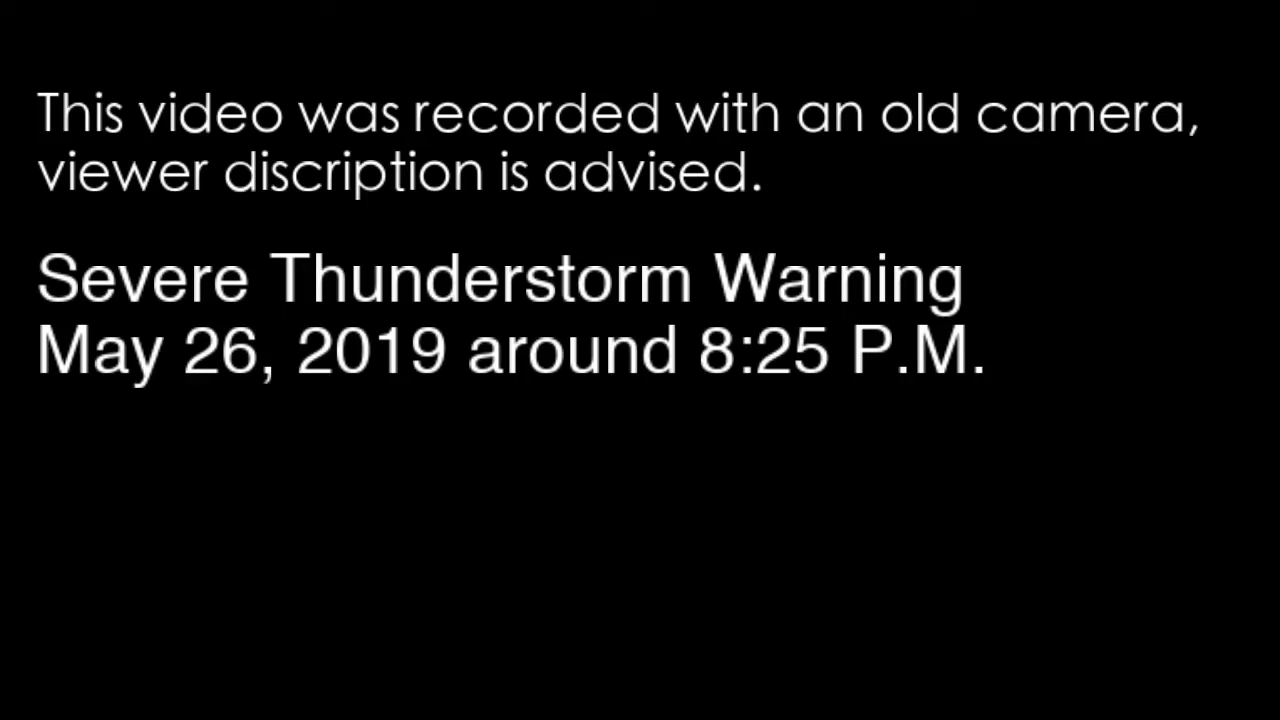 This video was recorded with an old camera,
viewer discription is advised.
Severe Thunderstorm Warning
May 26, 2019 around 8:25 P.M.